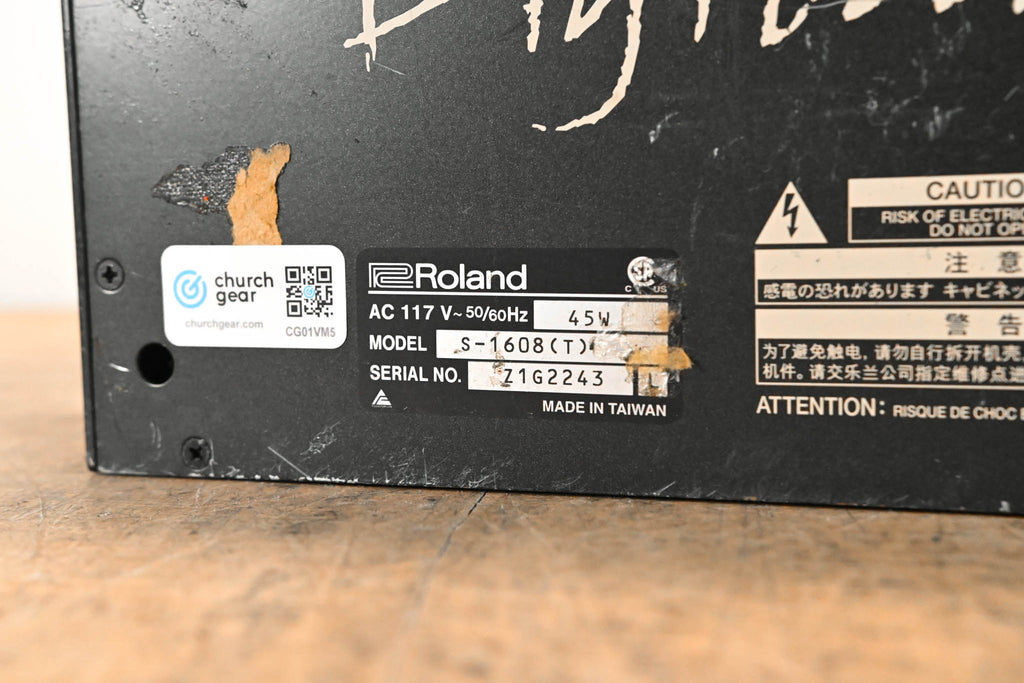 church
gear
churchgear.com
CG01VM5
Roland
C US
AC 117 V~ 50/60Hz 45W
MODEL S-1608(T)
SERIAL NO. Z1G2243
MADE IN TAIWAN
CAUTIO
RISK OF ELECTRI
DO NOT OP
注 意
感電の恐れがあります キャビネッ
警 告
为了避免触电，请勿自行拆开机壳
机件。请交乐兰公司指定维修点进
ATTENTION: RISQUE DE CHOC